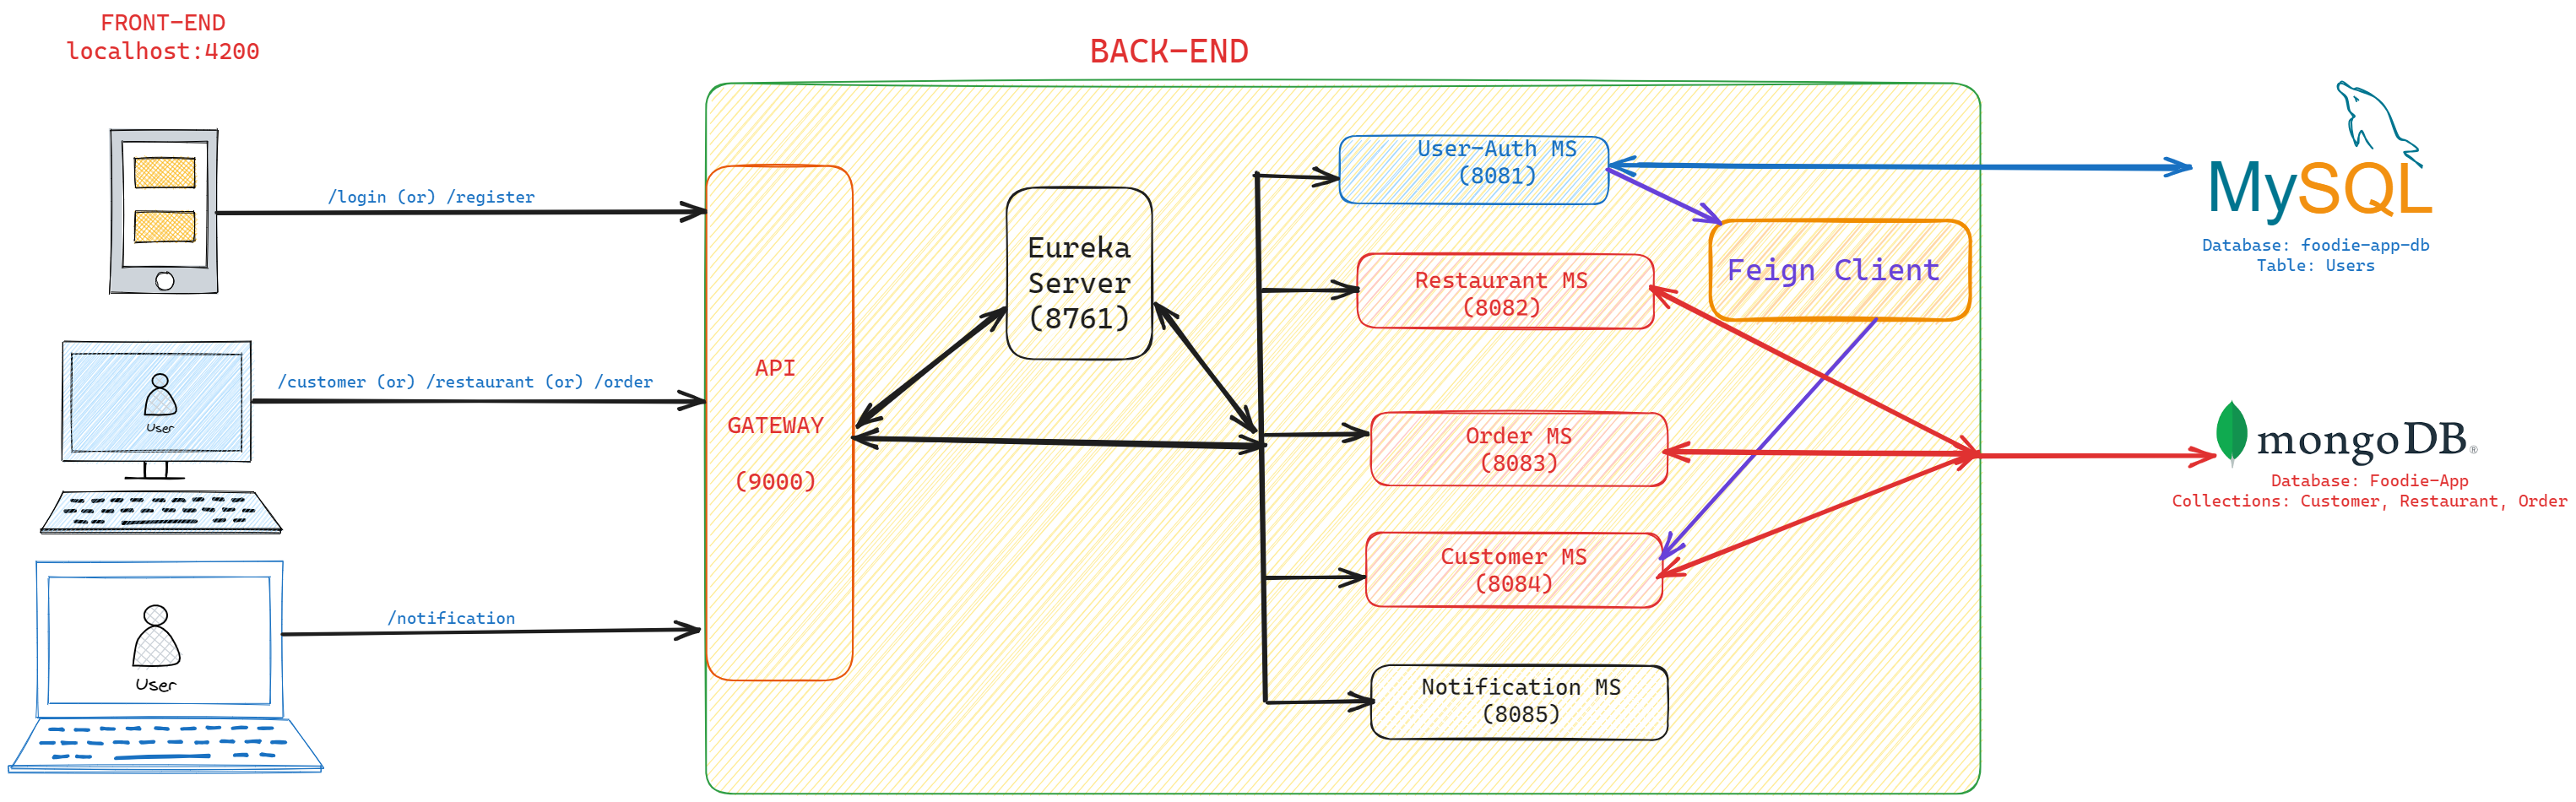 FRONT-END
localhost:4200
BACK-END
/login (or) /register
/customer (or) /restaurant (or) /order
User
/notification
User
API
GATEWAY
(9000)
Eureka
Server
(8761)
User-Auth MS
(8081)
Restaurant MS
(8082)
Feign Client
Order MS
(8083)
Customer MS
(8084)
Notification MS
(8085)
MySQL
Database: foodie-app-db
Table: Users
mongoDB®
Database: Foodie-App
Collections: Customer, Restaurant, Order